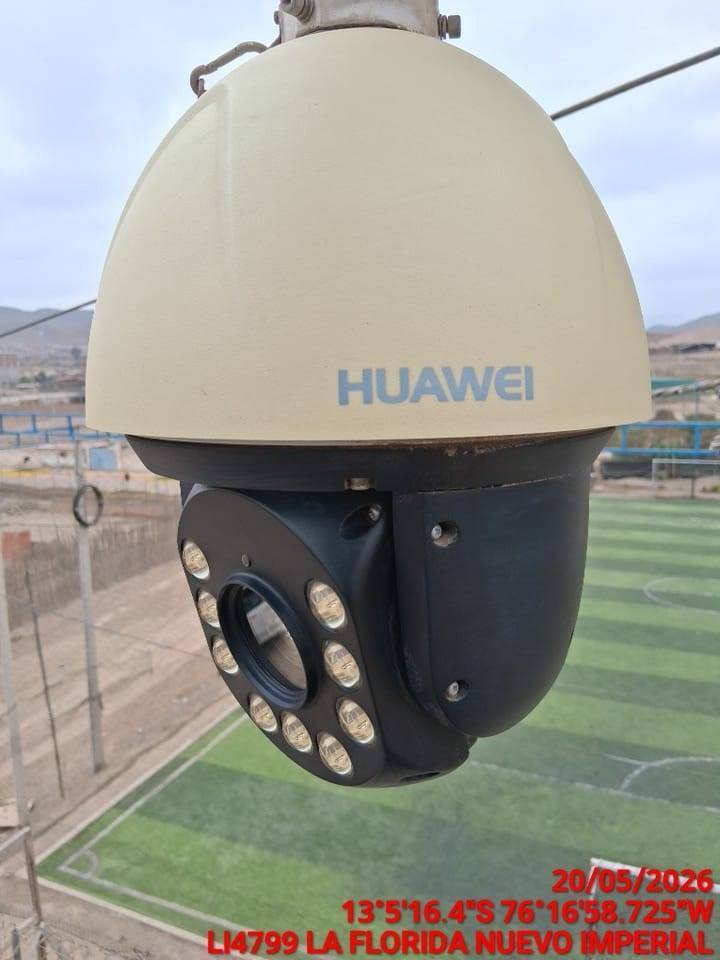 HUAWEI
20/05/2026
13°5'16.4"S 76°16'58.725"W
LI4799 LA FLORIDA NUEVO IMPERIAL